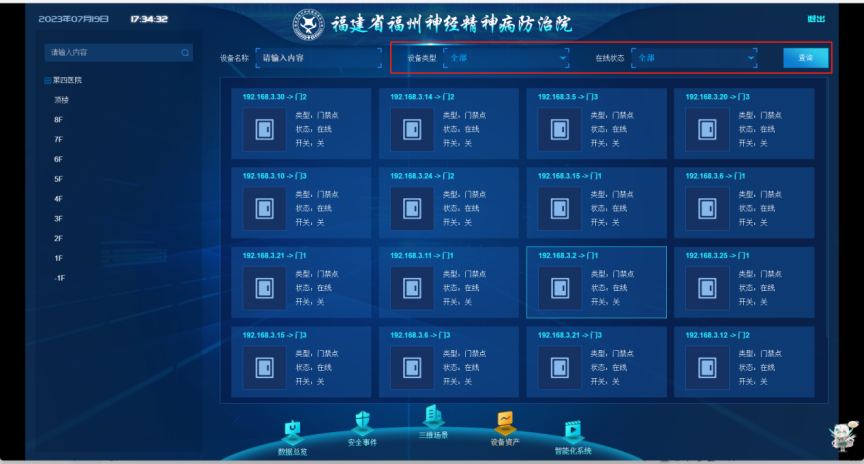 2023年07月19日 17:34:32
福建省福州神经精神病防治院
退出
请输入内容
设备名称 请输入内容 设备类型 全部 在线状态 全部 查询
第四医院
顶楼
8F
7F
6F
5F
4F
3F
2F
1F
-1F
192.168.3.30 -> 门2
类型：门禁点
状态：在线
开关：关
192.168.3.14 -> 门2
类型：门禁点
状态：在线
开关：关
192.168.3.5 -> 门3
类型：门禁点
状态：在线
开关：关
192.168.3.20 -> 门3
类型：门禁点
状态：在线
开关：关
192.168.3.10 -> 门3
类型：门禁点
状态：在线
开关：关
192.168.3.24 -> 门2
类型：门禁点
状态：在线
开关：关
192.168.3.15 -> 门1
类型：门禁点
状态：在线
开关：关
192.168.3.6 -> 门1
类型：门禁点
状态：在线
开关：关
192.168.3.21 -> 门1
类型：门禁点
状态：在线
开关：关
192.168.3.11 -> 门1
类型：门禁点
状态：在线
开关：关
192.168.3.2 -> 门1
类型：门禁点
状态：在线
开关：关
192.168.3.25 -> 门1
类型：门禁点
状态：在线
开关：关
192.168.3.15 -> 门3
类型：门禁点
状态：在线
开关：关
192.168.3.6 -> 门3
类型：门禁点
状态：在线
开关：关
192.168.3.21 -> 门3
类型：门禁点
状态：在线
开关：关
192.168.3.12 -> 门2
类型：门禁点
状态：在线
开关：关
数据总览
安全事件
三维场景
设备资产
智能化系统